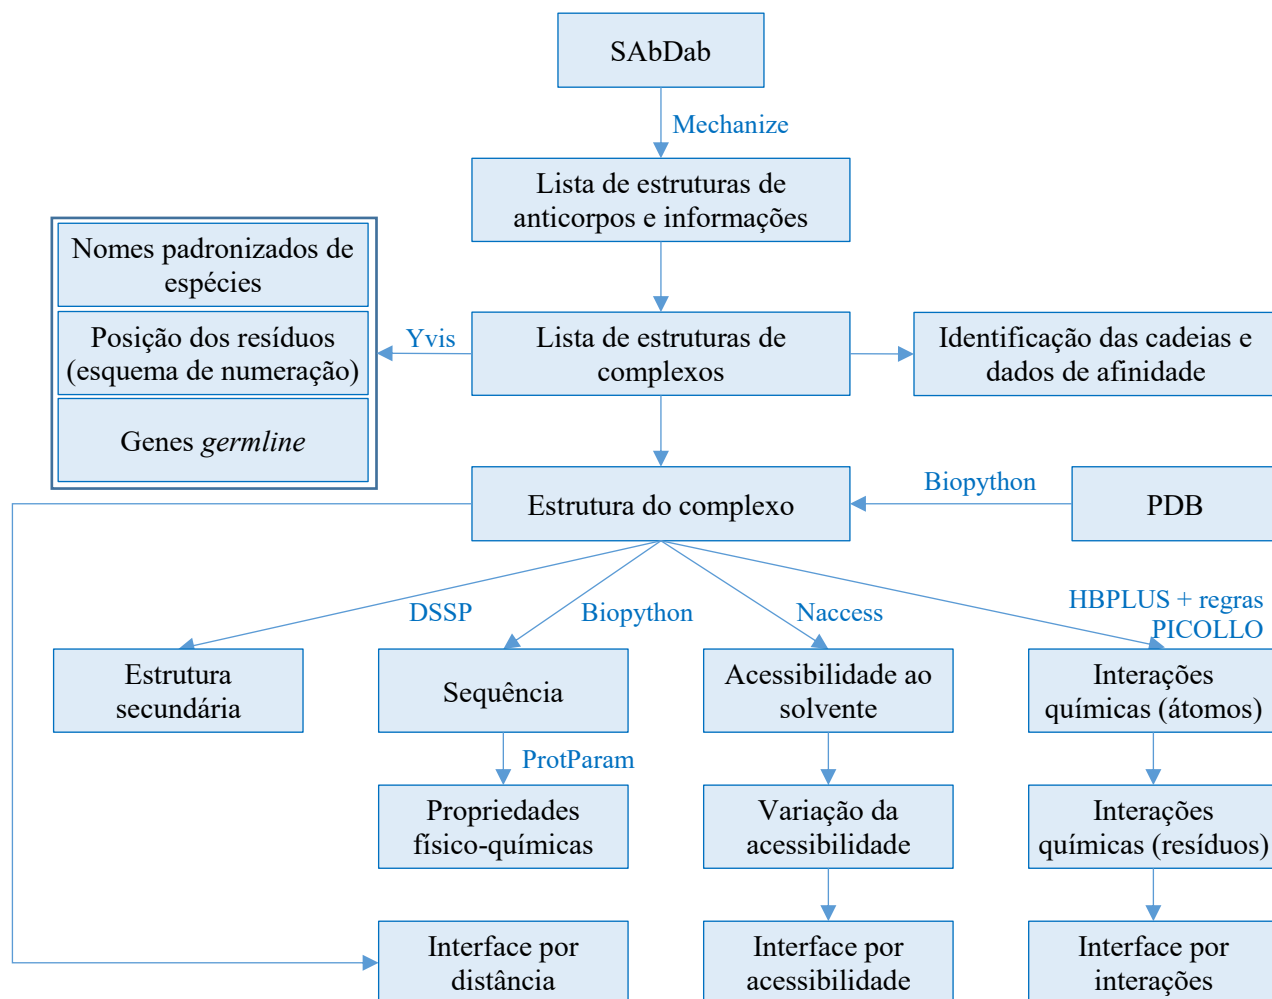 SAbDab
Mechanize
Lista de estruturas de
anticorpos e informações
Nomes padronizados de
espécies
Posição dos resíduos
(esquema de numeração)
Genes germline
Yvis
Lista de estruturas de
complexos
Identificação das cadeias e
dados de afinidade
Estrutura do complexo
Biopython
PDB
DSSP
Biopython
Naccess
HBPLUS + regras
PICOLLO
Estrutura
secundária
Sequência
Acessibilidade ao
solvente
Interações
químicas (átomos)
ProtParam
Propriedades
físico-químicas
Variação da
acessibilidade
Interações
químicas (resíduos)
Interface por
distância
Interface por
acessibilidade
Interface por
interações